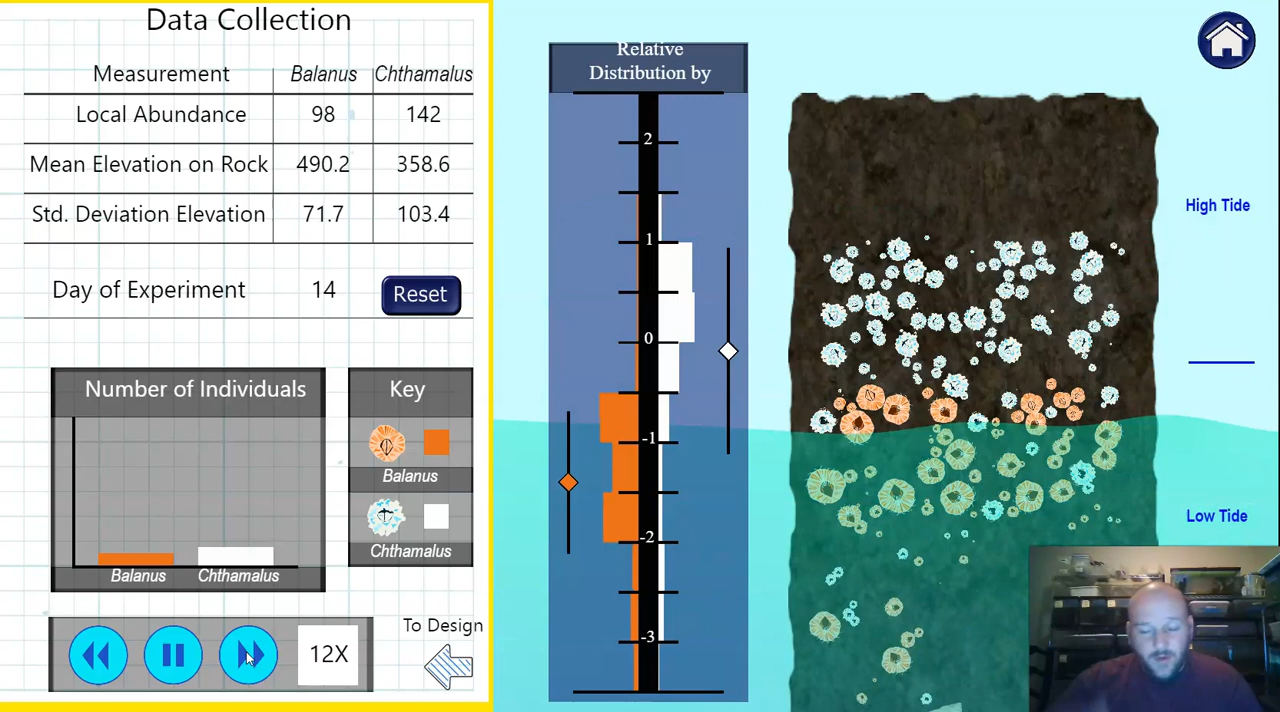 Data Collection
Measurement Balanus Chthamalus
Local Abundance 98 142
Mean Elevation on Rock 490.2 358.6
Std. Deviation Elevation 71.7 103.4
Day of Experiment 14 Reset
Number of Individuals
Balanus Chthamalus
Key
Balanus
Chthamalus
12X
To Design
Relative
Distribution by
2
1
0
-1
-2
-3
High Tide
Low Tide